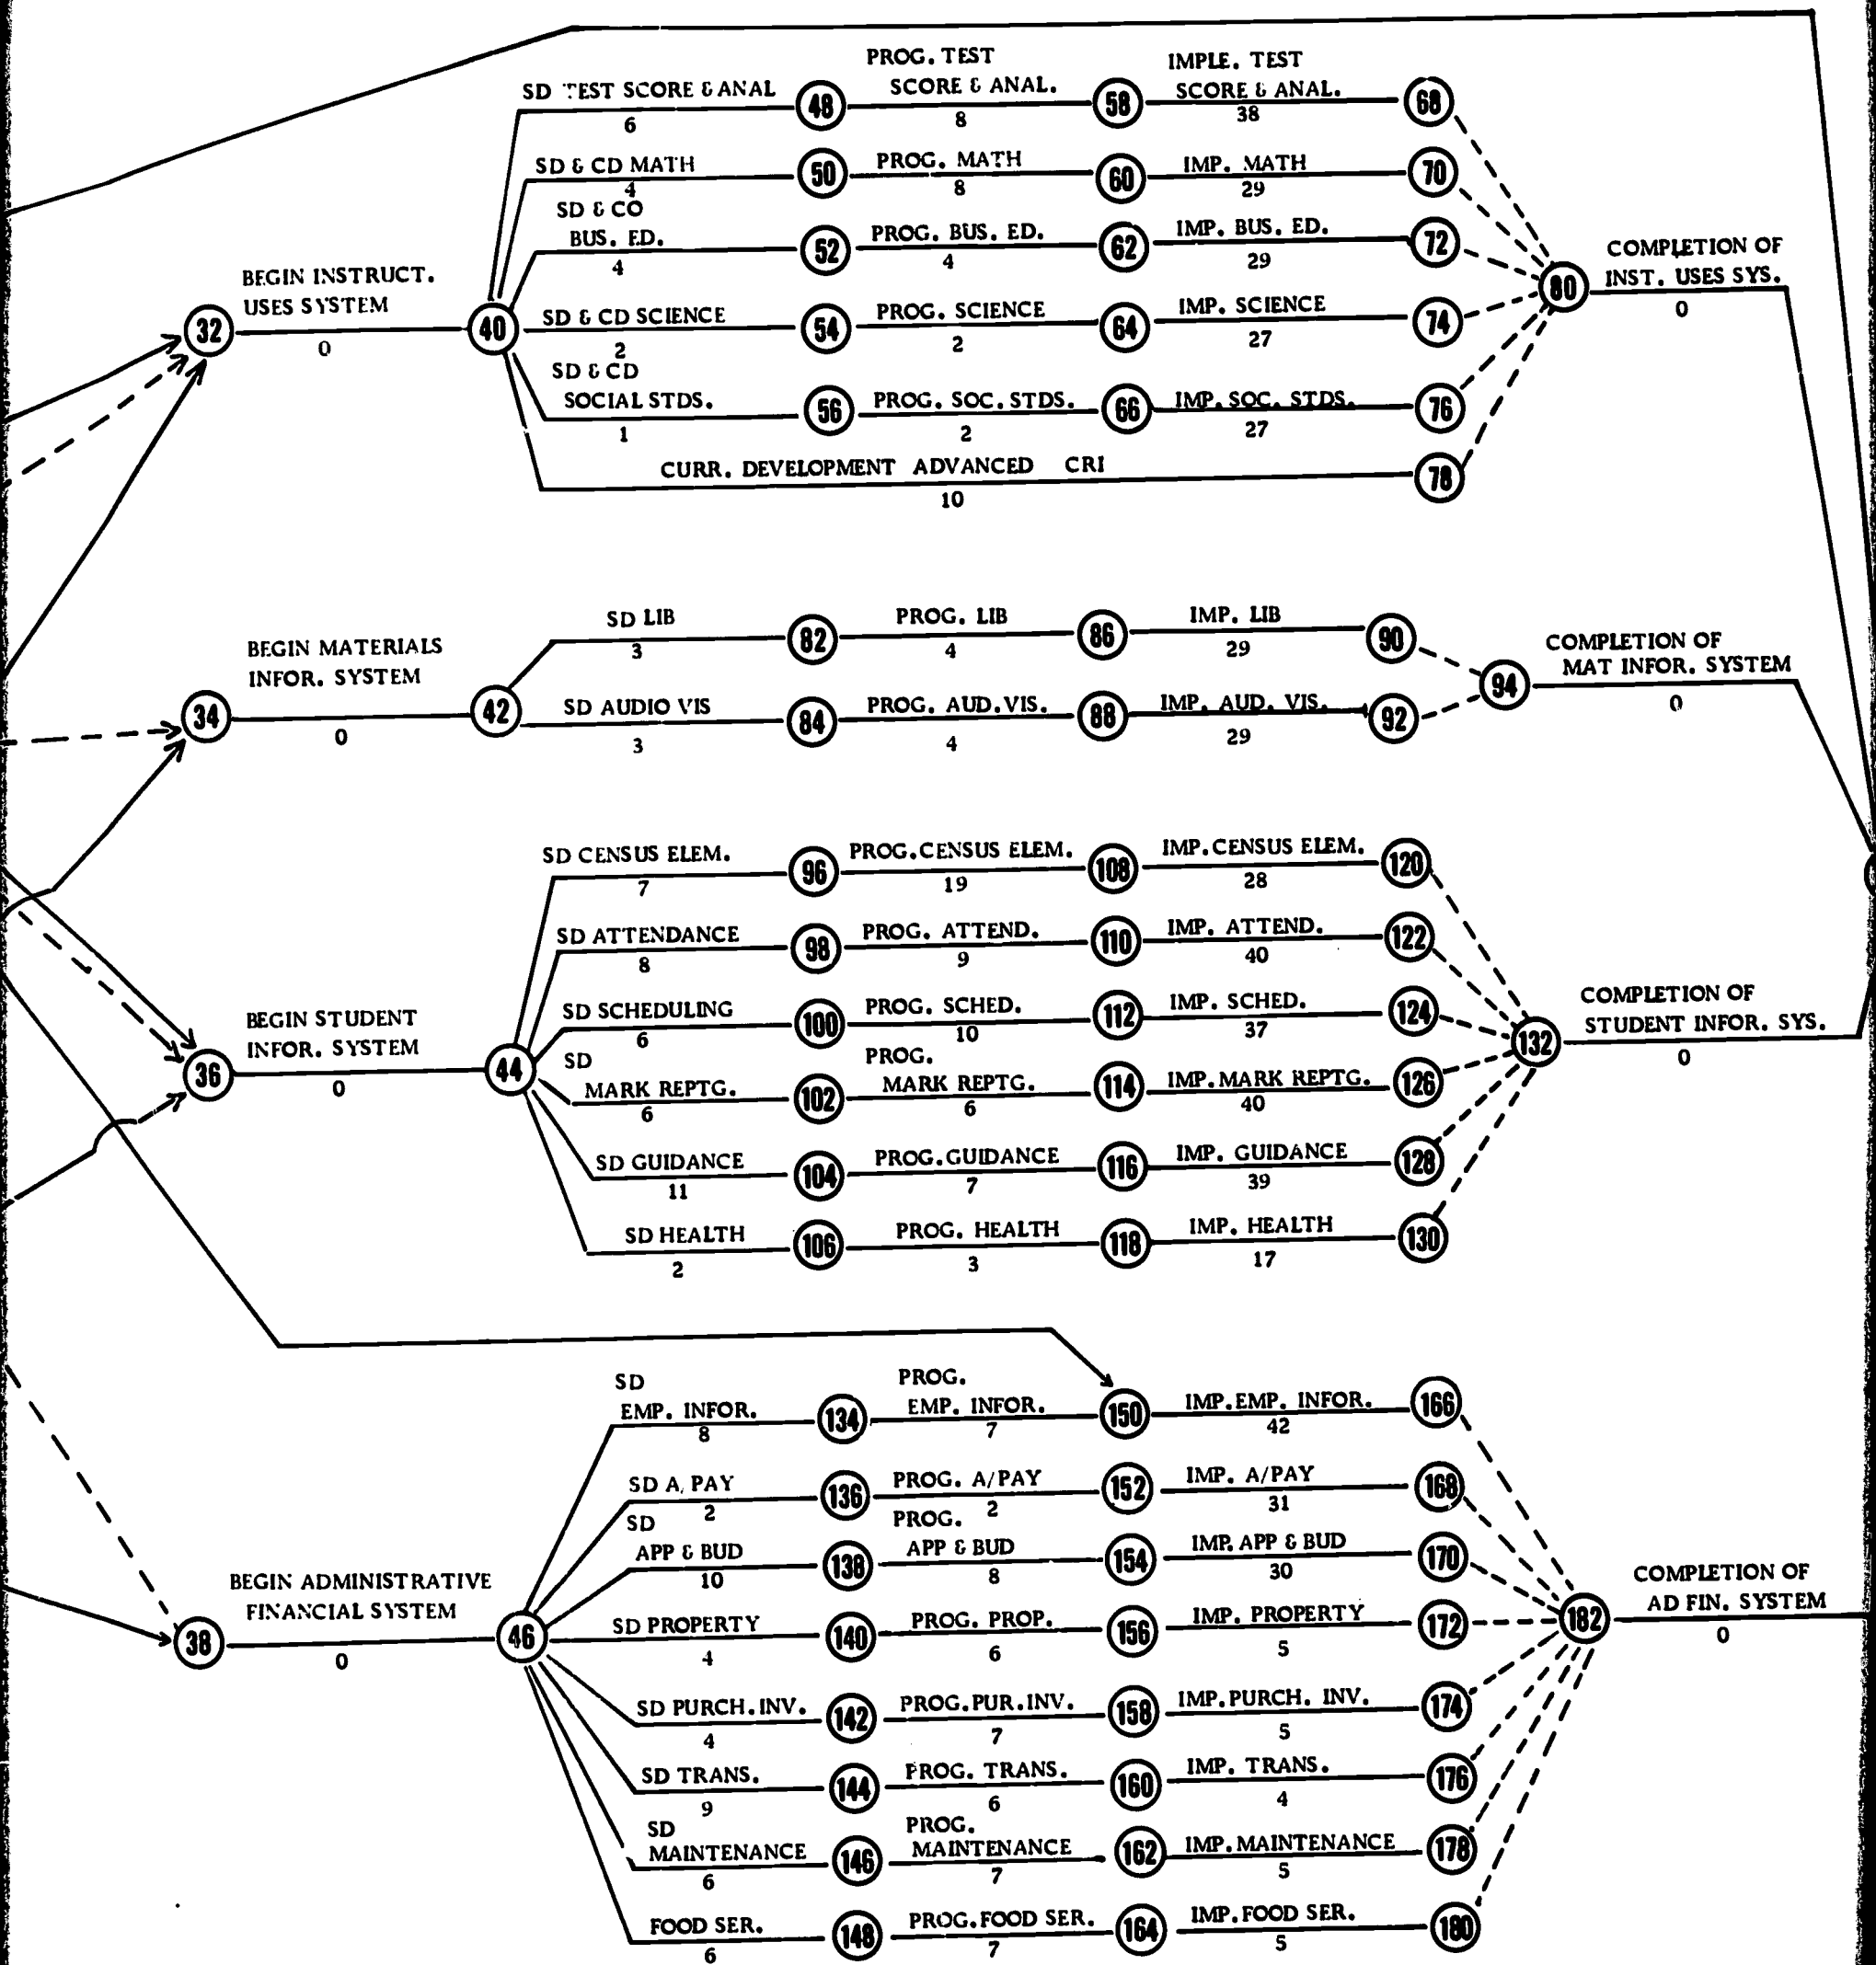 PROG. TEST
SCORE & ANAL.
IMPLE. TEST
SCORE & ANAL.
SD TEST SCORE & ANAL
6
48
8
58
38
68
SD & CD MATH
4
50
PROG. MATH
8
60
IMP. MATH
29
70
SD & CO
BUS. ED.
4
52
PROG. BUS. ED.
4
62
IMP. BUS. ED.
29
72
BEGIN INSTRUCT.
USES SYSTEM
32
0
40
SD & CD SCIENCE
2
54
PROG. SCIENCE
2
64
IMP. SCIENCE
27
74
80
COMPLETION OF
INST. USES SYS.
0
SD & CD
SOCIAL STDS.
1
56
PROG. SOC. STDS.
2
66
IMP. SOC. STDS.
27
76
CURR. DEVELOPMENT ADVANCED CRI
10
78
BEGIN MATERIALS
INFOR. SYSTEM
34
0
42
SD LIB
3
82
PROG. LIB
4
86
IMP. LIB
29
90
SD AUDIO VIS
3
84
PROG. AUD.VIS.
4
88
IMP. AUD. VIS.
29
92
94
COMPLETION OF
MAT INFOR. SYSTEM
0
SD CENSUS ELEM.
7
96
PROG.CENSUS ELEM.
19
108
IMP.CENSUS ELEM.
28
120
SD ATTENDANCE
8
98
PROG. ATTEND.
9
110
IMP. ATTEND.
40
122
SD SCHEDULING
6
100
PROG. SCHED.
10
112
IMP. SCHED.
37
124
BEGIN STUDENT
INFOR. SYSTEM
36
0
44
SD
MARK REPTG.
6
102
PROG.
MARK REPTG.
6
114
IMP.MARK REPTG.
40
126
132
COMPLETION OF
STUDENT INFOR. SYS.
0
SD GUIDANCE
11
104
PROG.GUIDANCE
7
116
IMP. GUIDANCE
39
128
SD HEALTH
2
106
PROG. HEALTH
3
118
IMP. HEALTH
17
130
SD
EMP. INFOR.
8
134
PROG.
EMP. INFOR.
7
150
IMP.EMP. INFOR.
42
166
SD A/PAY
2
136
PROG. A/PAY
2
152
IMP. A/PAY
31
168
SD
APP & BUD
10
138
PROG.
APP & BUD
8
154
IMP. APP & BUD
30
170
BEGIN ADMINISTRATIVE
FINANCIAL SYSTEM
38
0
46
SD PROPERTY
4
140
PROG. PROP.
6
156
IMP. PROPERTY
5
172
182
COMPLETION OF
AD FIN. SYSTEM
0
SD PURCH.INV.
4
142
PROG.PUR.INV.
7
158
IMP.PURCH. INV.
5
174
SD TRANS.
9
144
PROG. TRANS.
6
160
IMP. TRANS.
4
176
SD
MAINTENANCE
6
146
PROG.
MAINTENANCE
7
162
IMP.MAINTENANCE
5
178
FOOD SER.
6
148
PROG.FOOD SER.
7
164
IMP.FOOD SER.
5
180